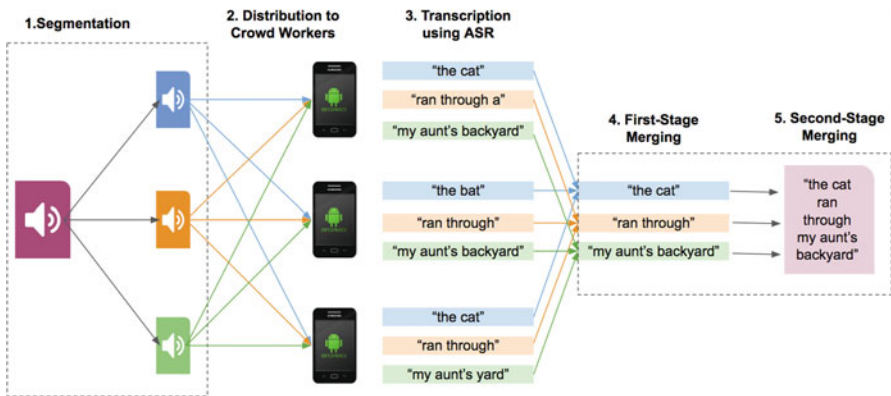 1.Segmentation
2. Distribution to
Crowd Workers
3. Transcription
using ASR
"the cat"
"ran through a"
"my aunt's backyard"
"the bat"
"ran through"
"my aunt's backyard"
"the cat"
"ran through"
"my aunt's yard"
4. First-Stage
Merging
"the cat"
"ran through"
"my aunt's backyard"
5. Second-Stage
Merging
"the cat
ran
through
my aunt's
backyard"